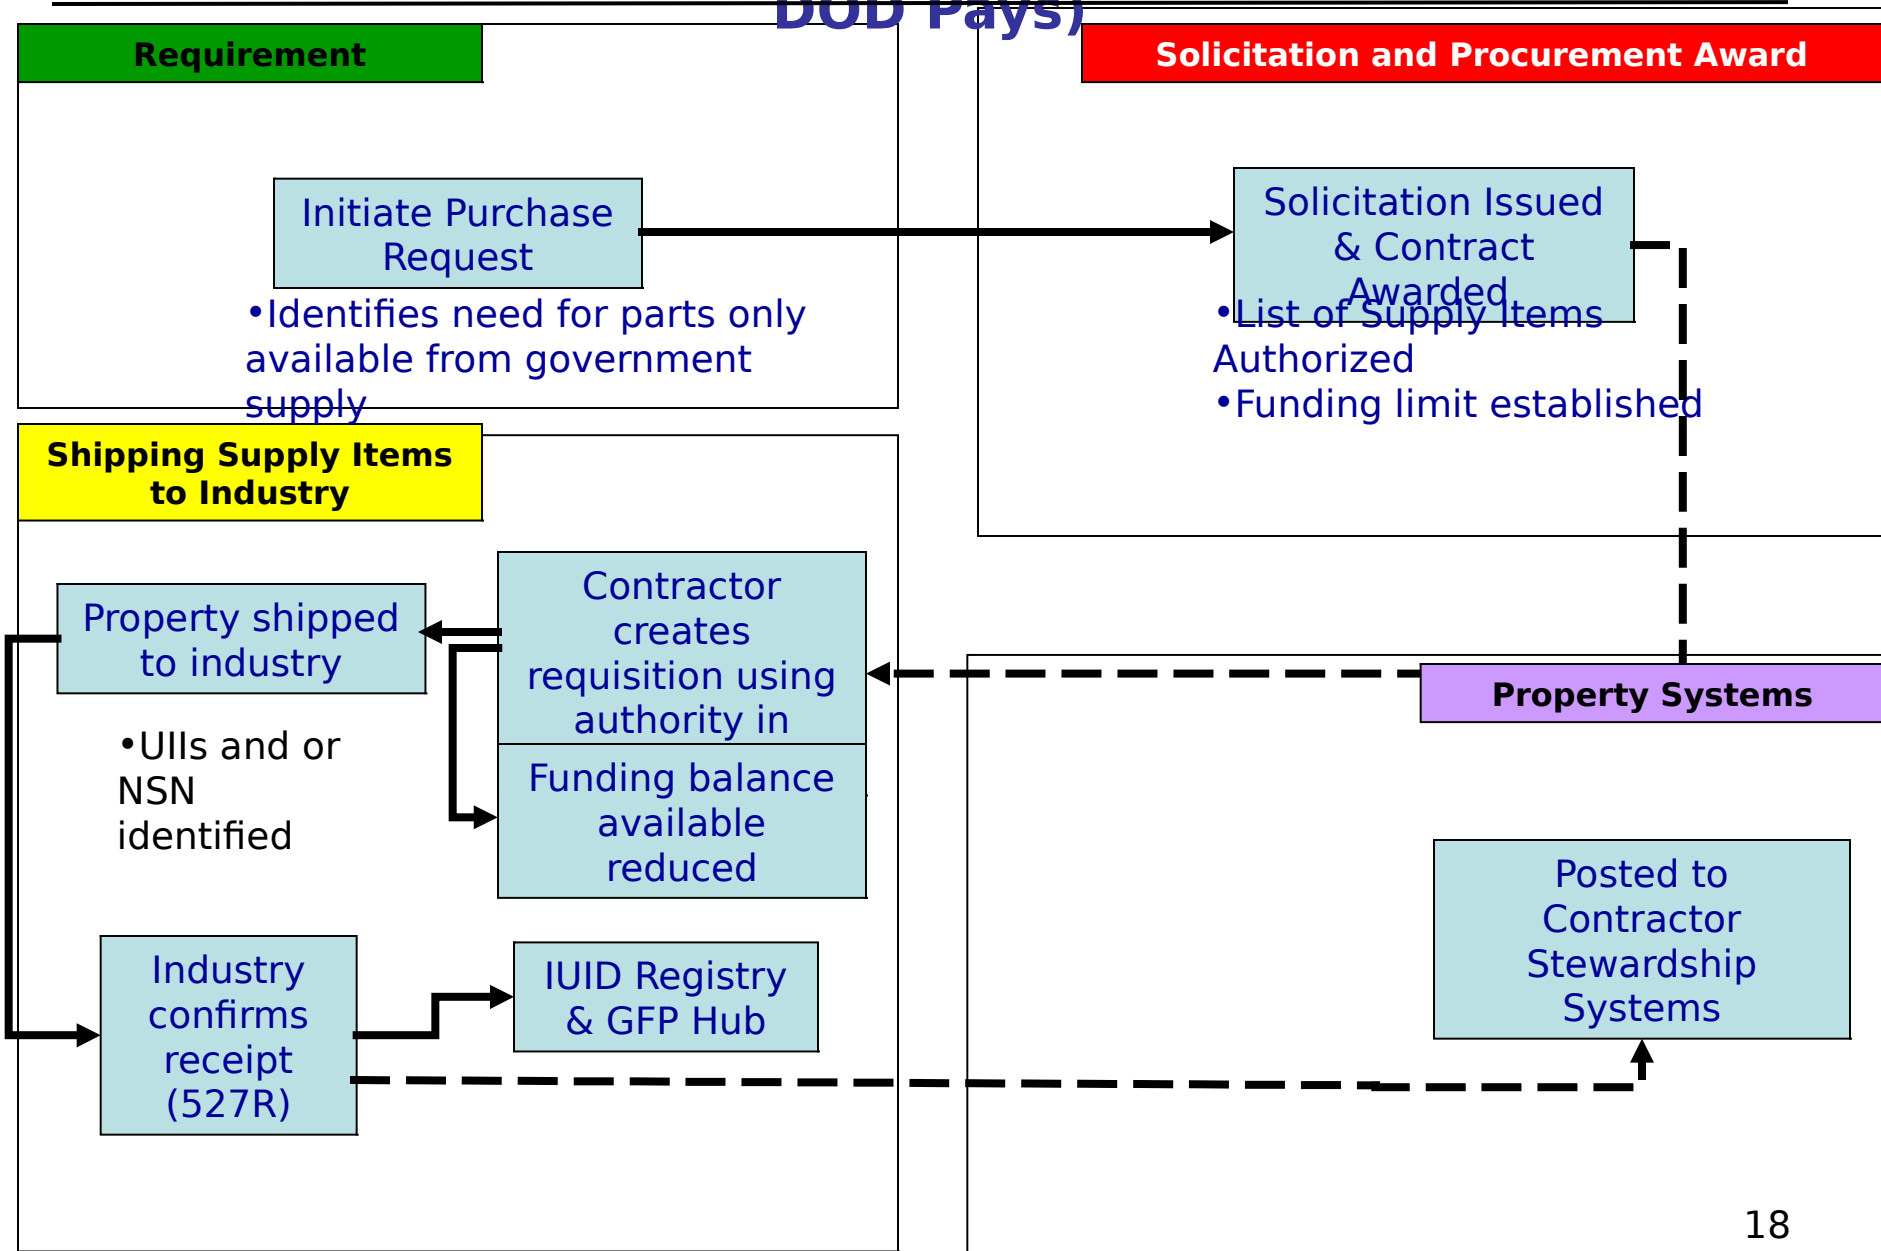 DOD Pays)
Requirement
Solicitation and Procurement Award
Initiate Purchase
Request
•Identifies need for parts only
available from government
supply
Solicitation Issued
& Contract
Awarded
•List of Supply Items
Authorized
•Funding limit established
Shipping Supply Items
to Industry
Property shipped
to industry
•UIIs and or
NSN
identified
Contractor
creates
requisition using
authority in
Funding balance
available
reduced
Industry
confirms
receipt
(527R)
IUID Registry
& GFP Hub
Property Systems
Posted to
Contractor
Stewardship
Systems
18